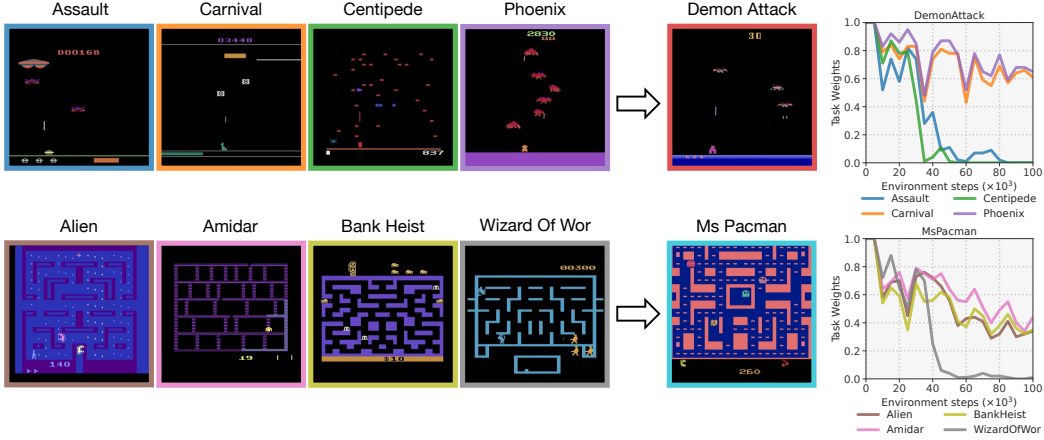 Assault Carnival Centipede Phoenix Demon Attack
000168
03440
837
2830
30
DemonAttack
Task Weights
1.0
0.8
0.6
0.4
0.2
0.0
0 20 40 60 80 100
Environment steps (×10³)
Assault Centipede
Carnival Phoenix
Alien Amidar Bank Heist Wizard Of Wor Ms Pacman
140
19
$10
00300
260
MsPacman
Task Weights
1.0
0.8
0.6
0.4
0.2
0.0
0 20 40 60 80 100
Environment steps (×10³)
Alien BankHeist
Amidar WizardOfWor